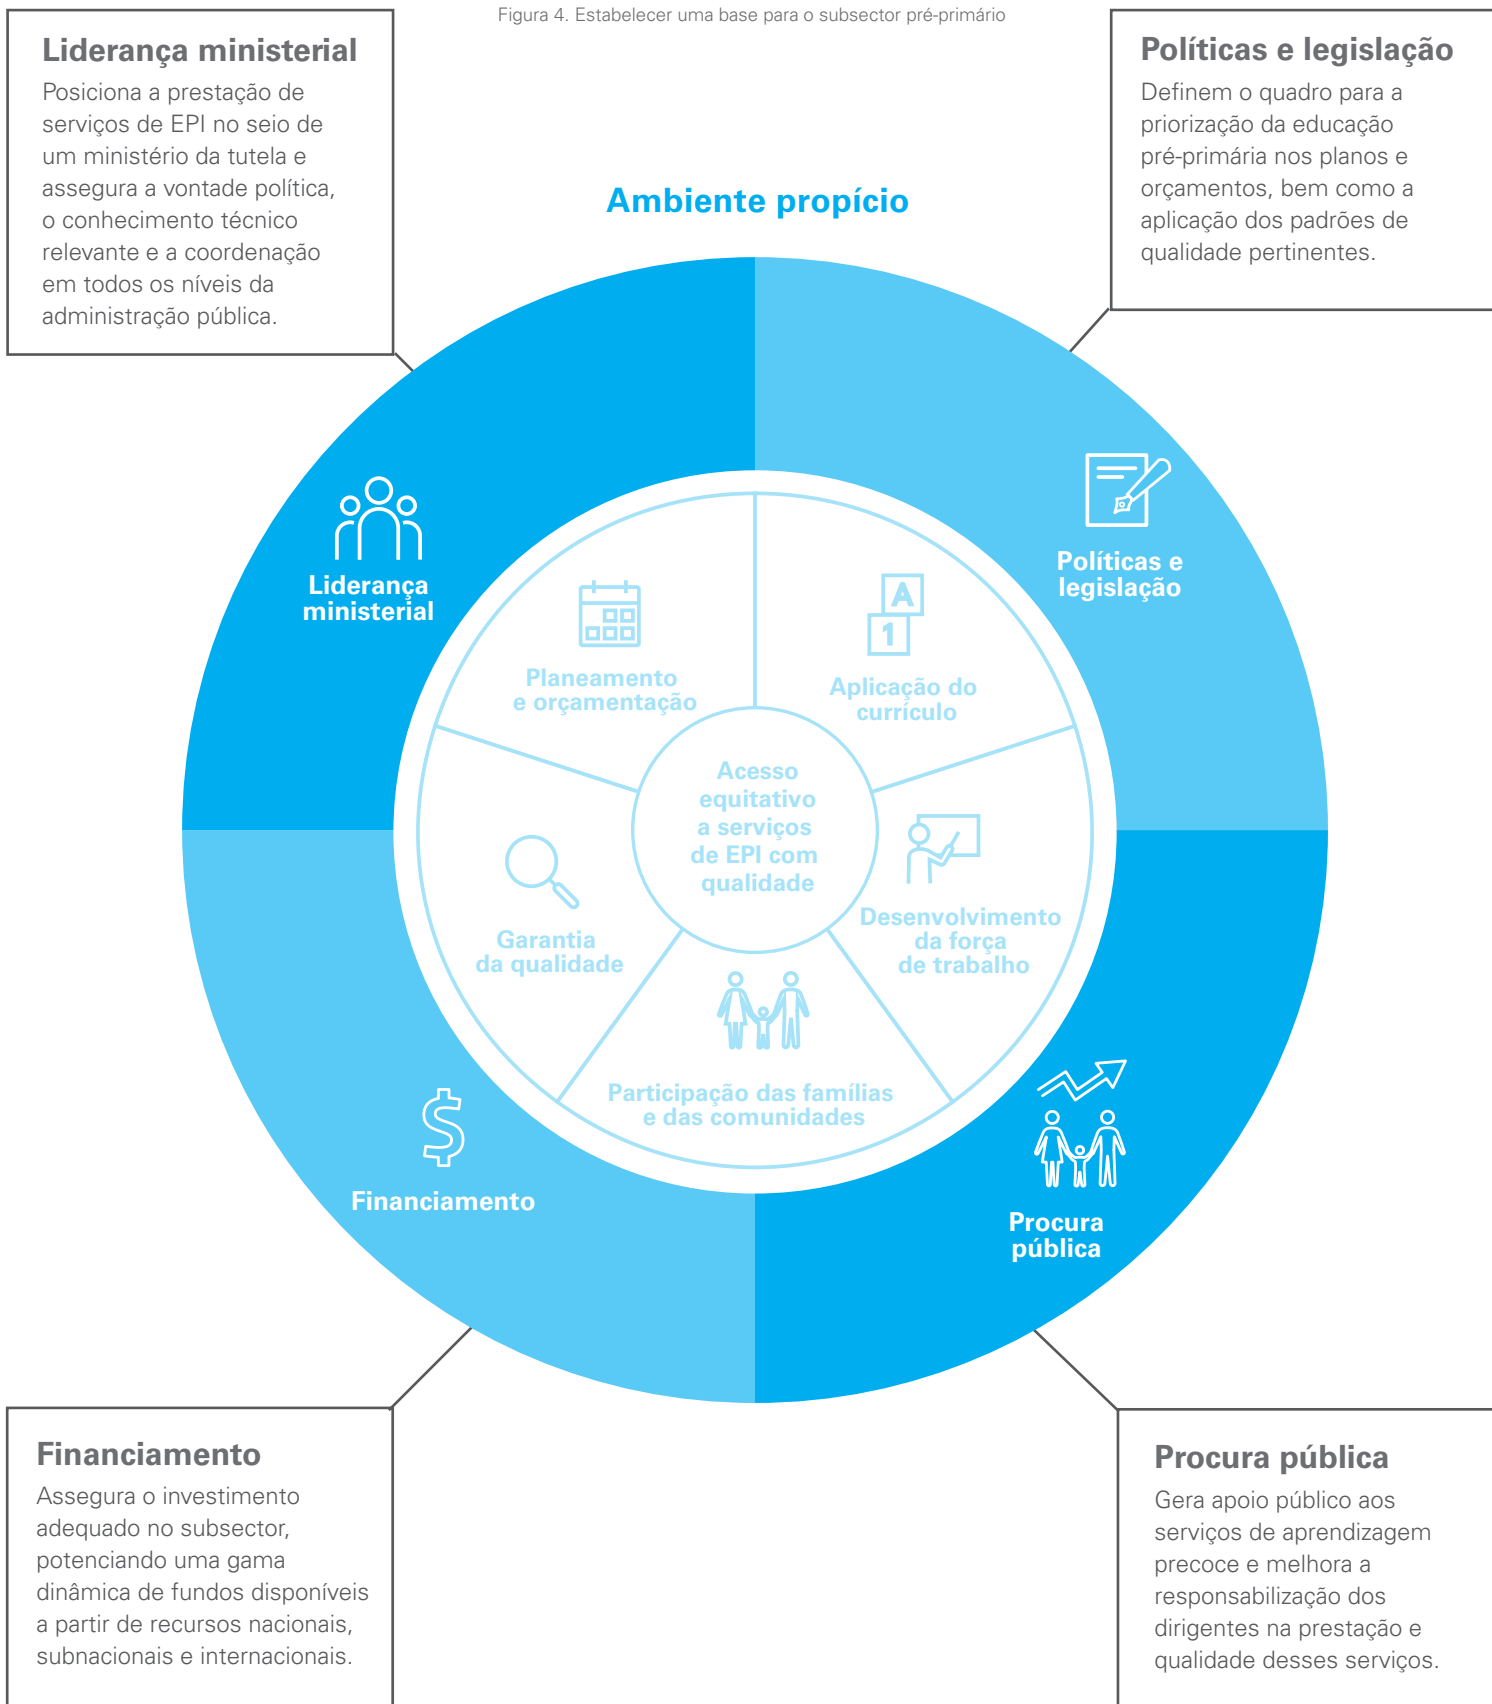 Figura 4. Estabelecer uma base para o subsector pré-primário
Liderança ministerial
Posiciona a prestação de
serviços de EPI no seio de
um ministério da tutela e
assegura a vontade política,
o conhecimento técnico
relevante e a coordenação
em todos os níveis da
administração pública.
Políticas e legislação
Definem o quadro para a
priorização da educação
pré-primária nos planos e
orçamentos, bem como a
aplicação dos padrões de
qualidade pertinentes.
Ambiente propício
Liderança
ministerial
Políticas e
legislação
Planeamento
e orçamentação
A
1
Aplicação do
currículo
Acesso
equitativo
a serviços
de EPI com
qualidade
Garantia
da qualidade
Desenvolvimento
da força
de trabalho
Participação das famílias
e das comunidades
$
Financiamento
Procura
pública
Financiamento
Assegura o investimento
adequado no subsector,
potenciando uma gama
dinâmica de fundos disponíveis
a partir de recursos nacionais,
subnacionais e internacionais.
Procura pública
Gera apoio público aos
serviços de aprendizagem
precoce e melhora a
responsabilização dos
dirigentes na prestação e
qualidade desses serviços.